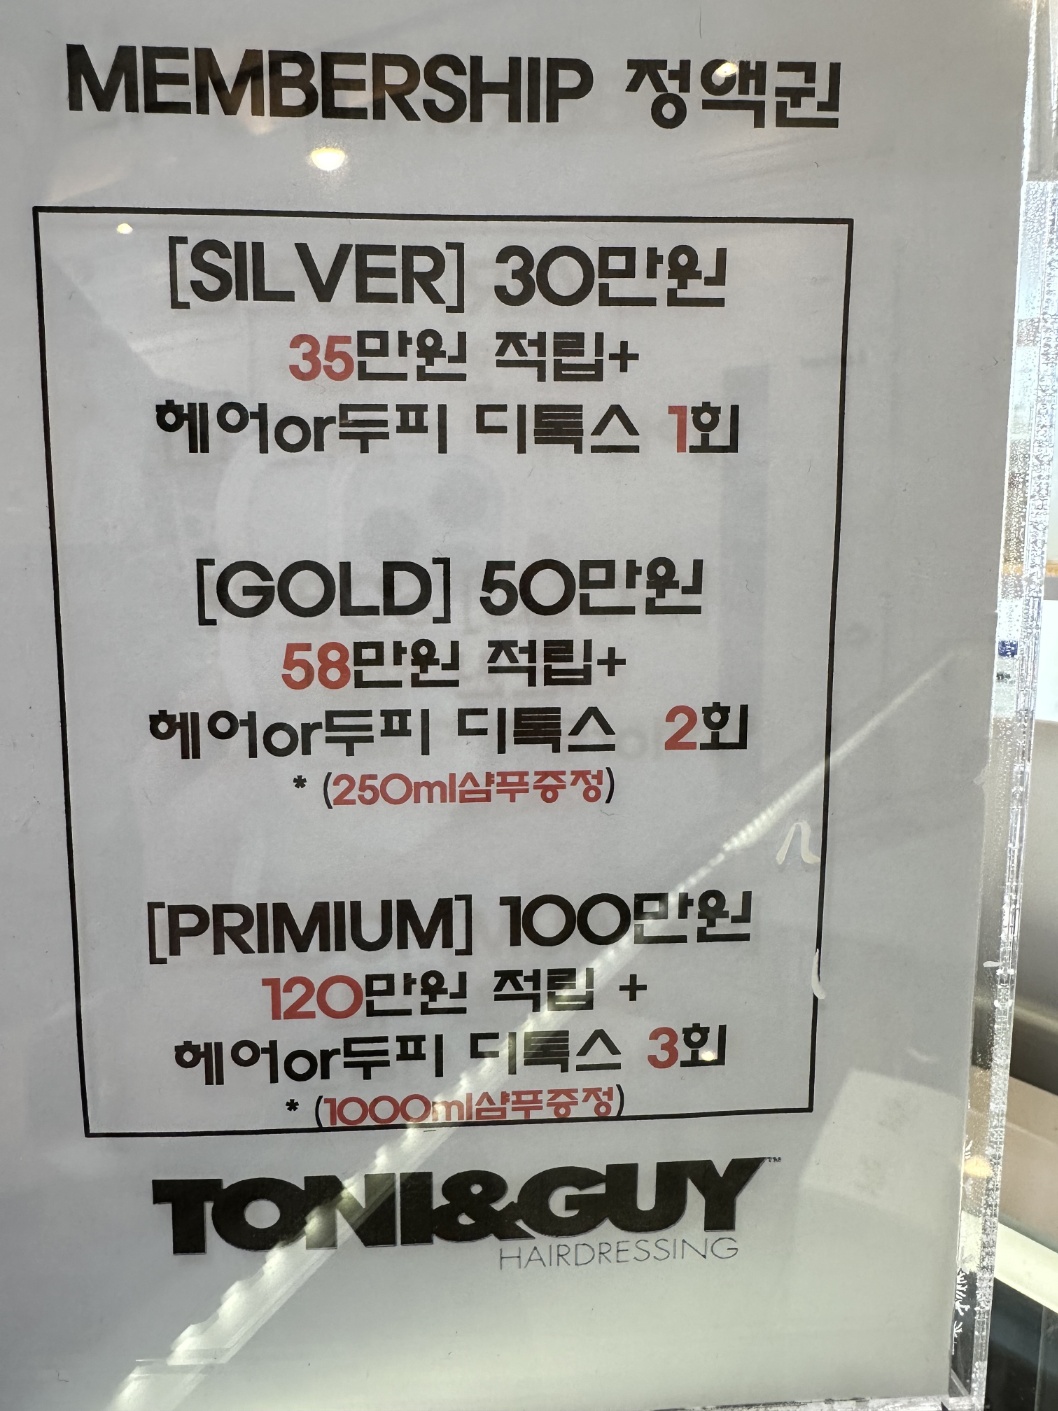 MEMBERSHIP 정액권
[SILVER] 30만원
35만원 적립+
헤어or두피 디톡스 1회
[GOLD] 50만원
58만원 적립+
헤어or두피 디톡스 2회
* (250ml샴푸증정)
[PRIMIUM] 100만원
120만원 적립 +
헤어or두피 디톡스 3회
* (1000ml샴푸증정)
TONI&GUY™
HAIRDRESSING